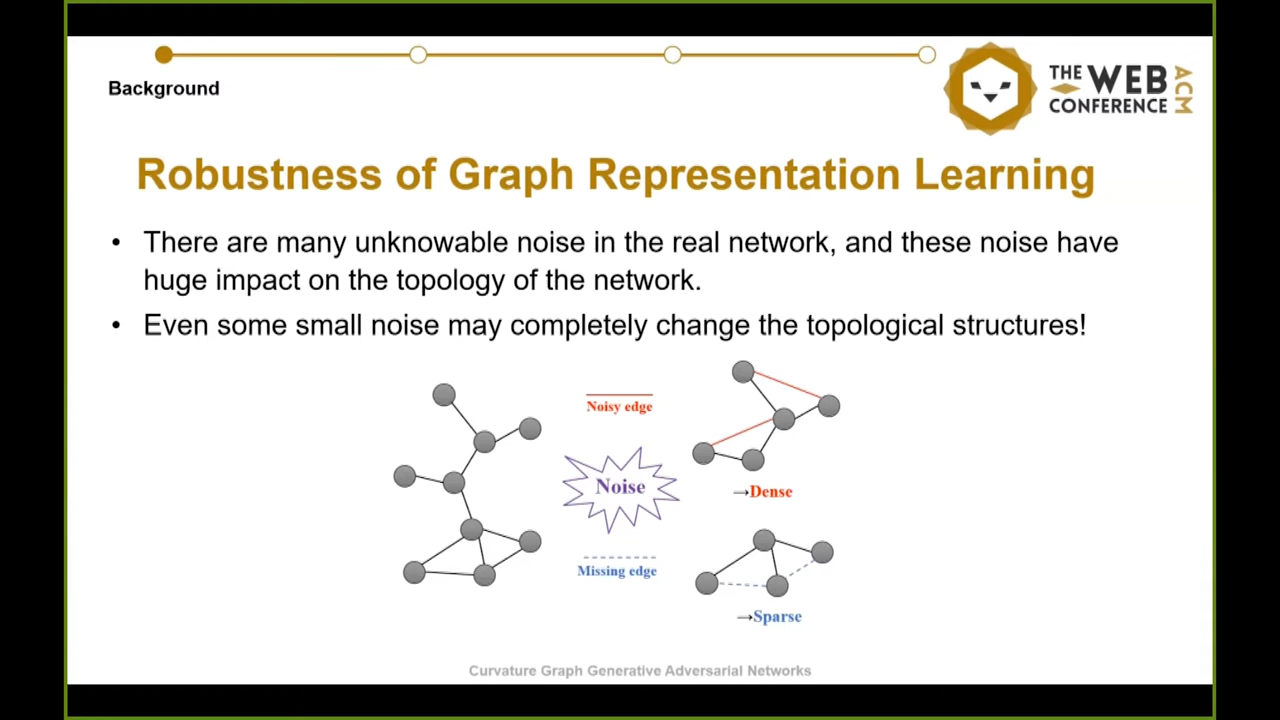 Background
THE WEB
CONFERENCE
ACM
Robustness of Graph Representation Learning
• There are many unknowable noise in the real network, and these noise have
huge impact on the topology of the network.
• Even some small noise may completely change the topological structures!
Noisy edge
Noise
→Dense
Missing edge
→Sparse
Curvature Graph Generative Adversarial Networks